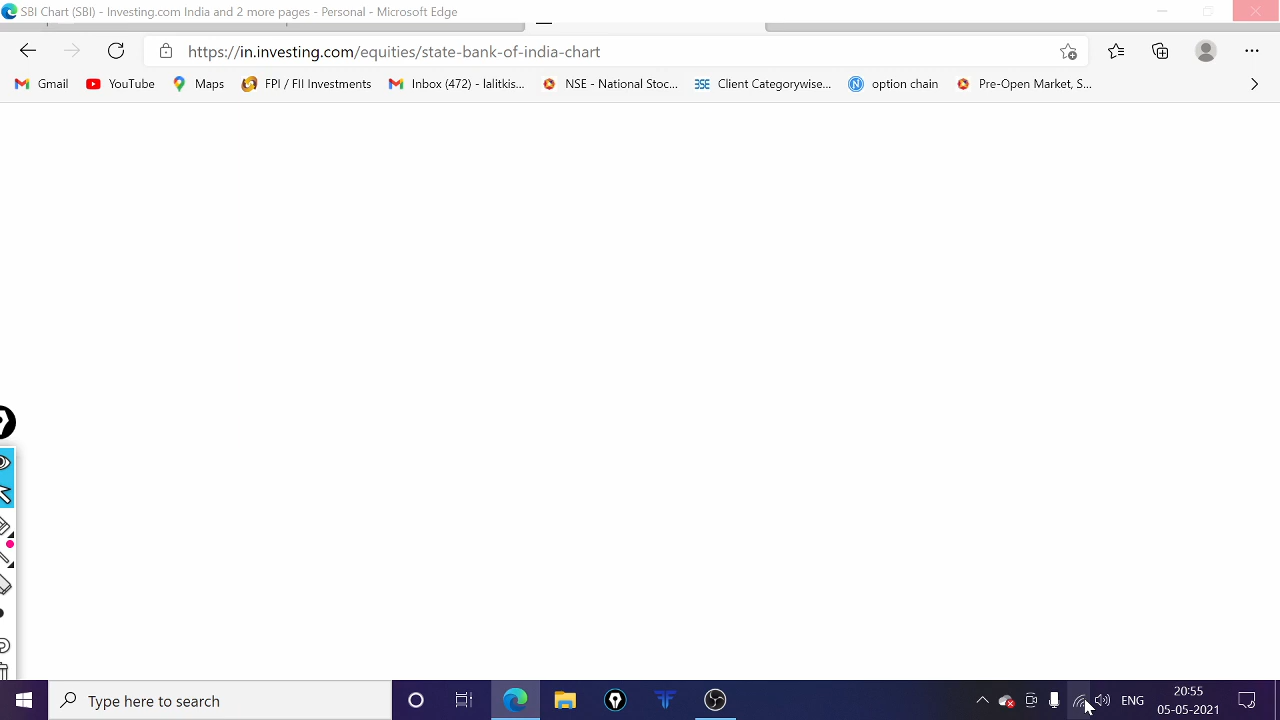 SBI Chart (SBI) - Investing.com India and 2 more pages - Personal - Microsoft Edge
https://in.investing.com/equities/state-bank-of-india-chart
Gmail YouTube Maps FPI / FII Investments Inbox (472) - lalitkis... NSE - National Stoc... BSE Client Categorywise... N option chain Pre-Open Market, S...
Type here to search ENG 20:55
05-05-2021